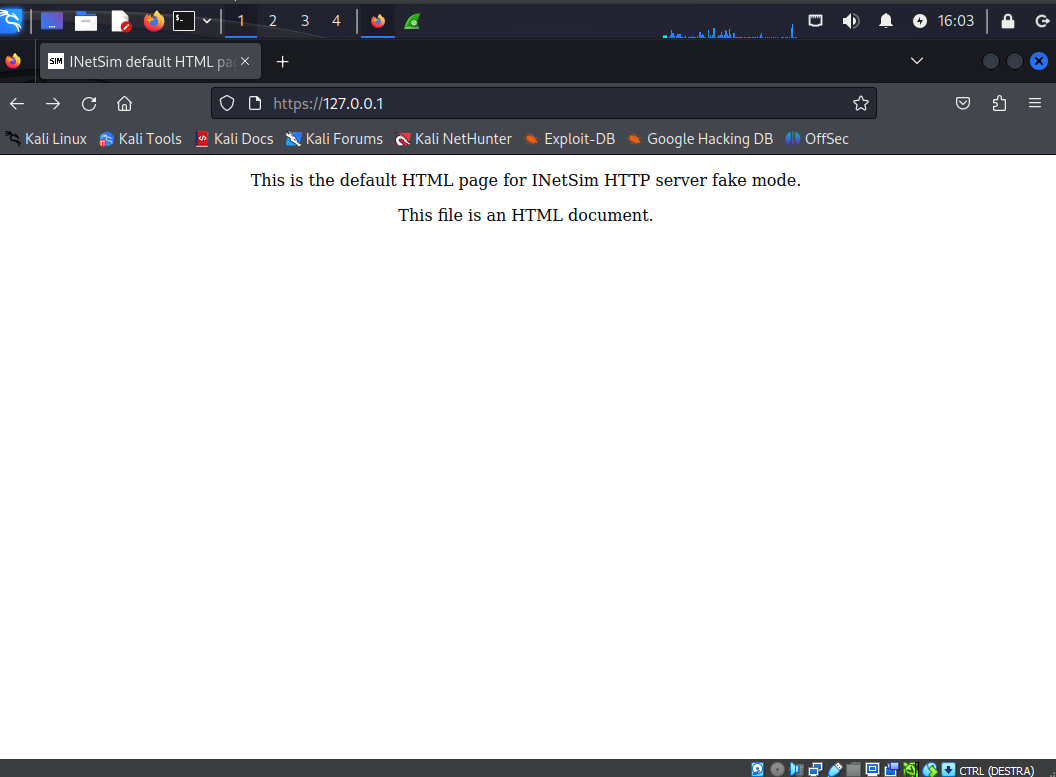 1 2 3 4 16:03
SIM INetSim default HTML pa
https://127.0.0.1
Kali Linux Kali Tools Kali Docs Kali Forums Kali NetHunter Exploit-DB Google Hacking DB OffSec
This is the default HTML page for INetSim HTTP server fake mode.
This file is an HTML document.
CTRL (DESTRA)